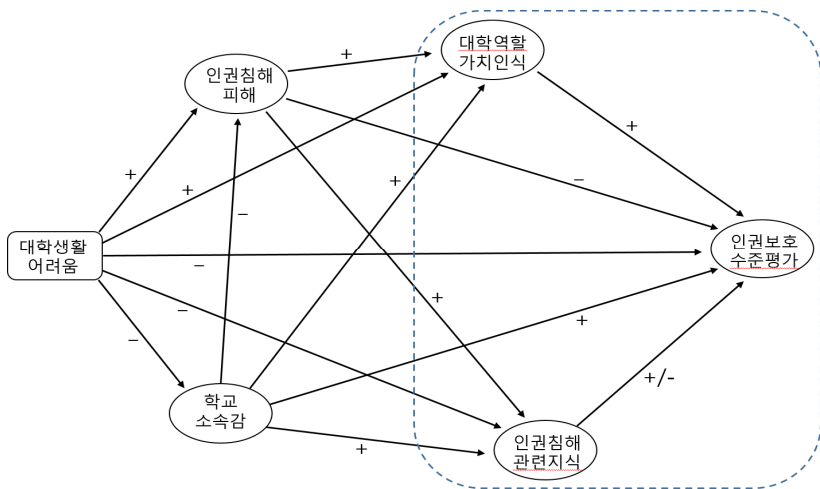 대학역할
가치인식
+
인권침해
피해
+
+
+
+
−
−
인권보호
수준평가
대학생활
어려움
−
−
+
+
−
+/-
학교
소속감
+
인권침해
관련지식